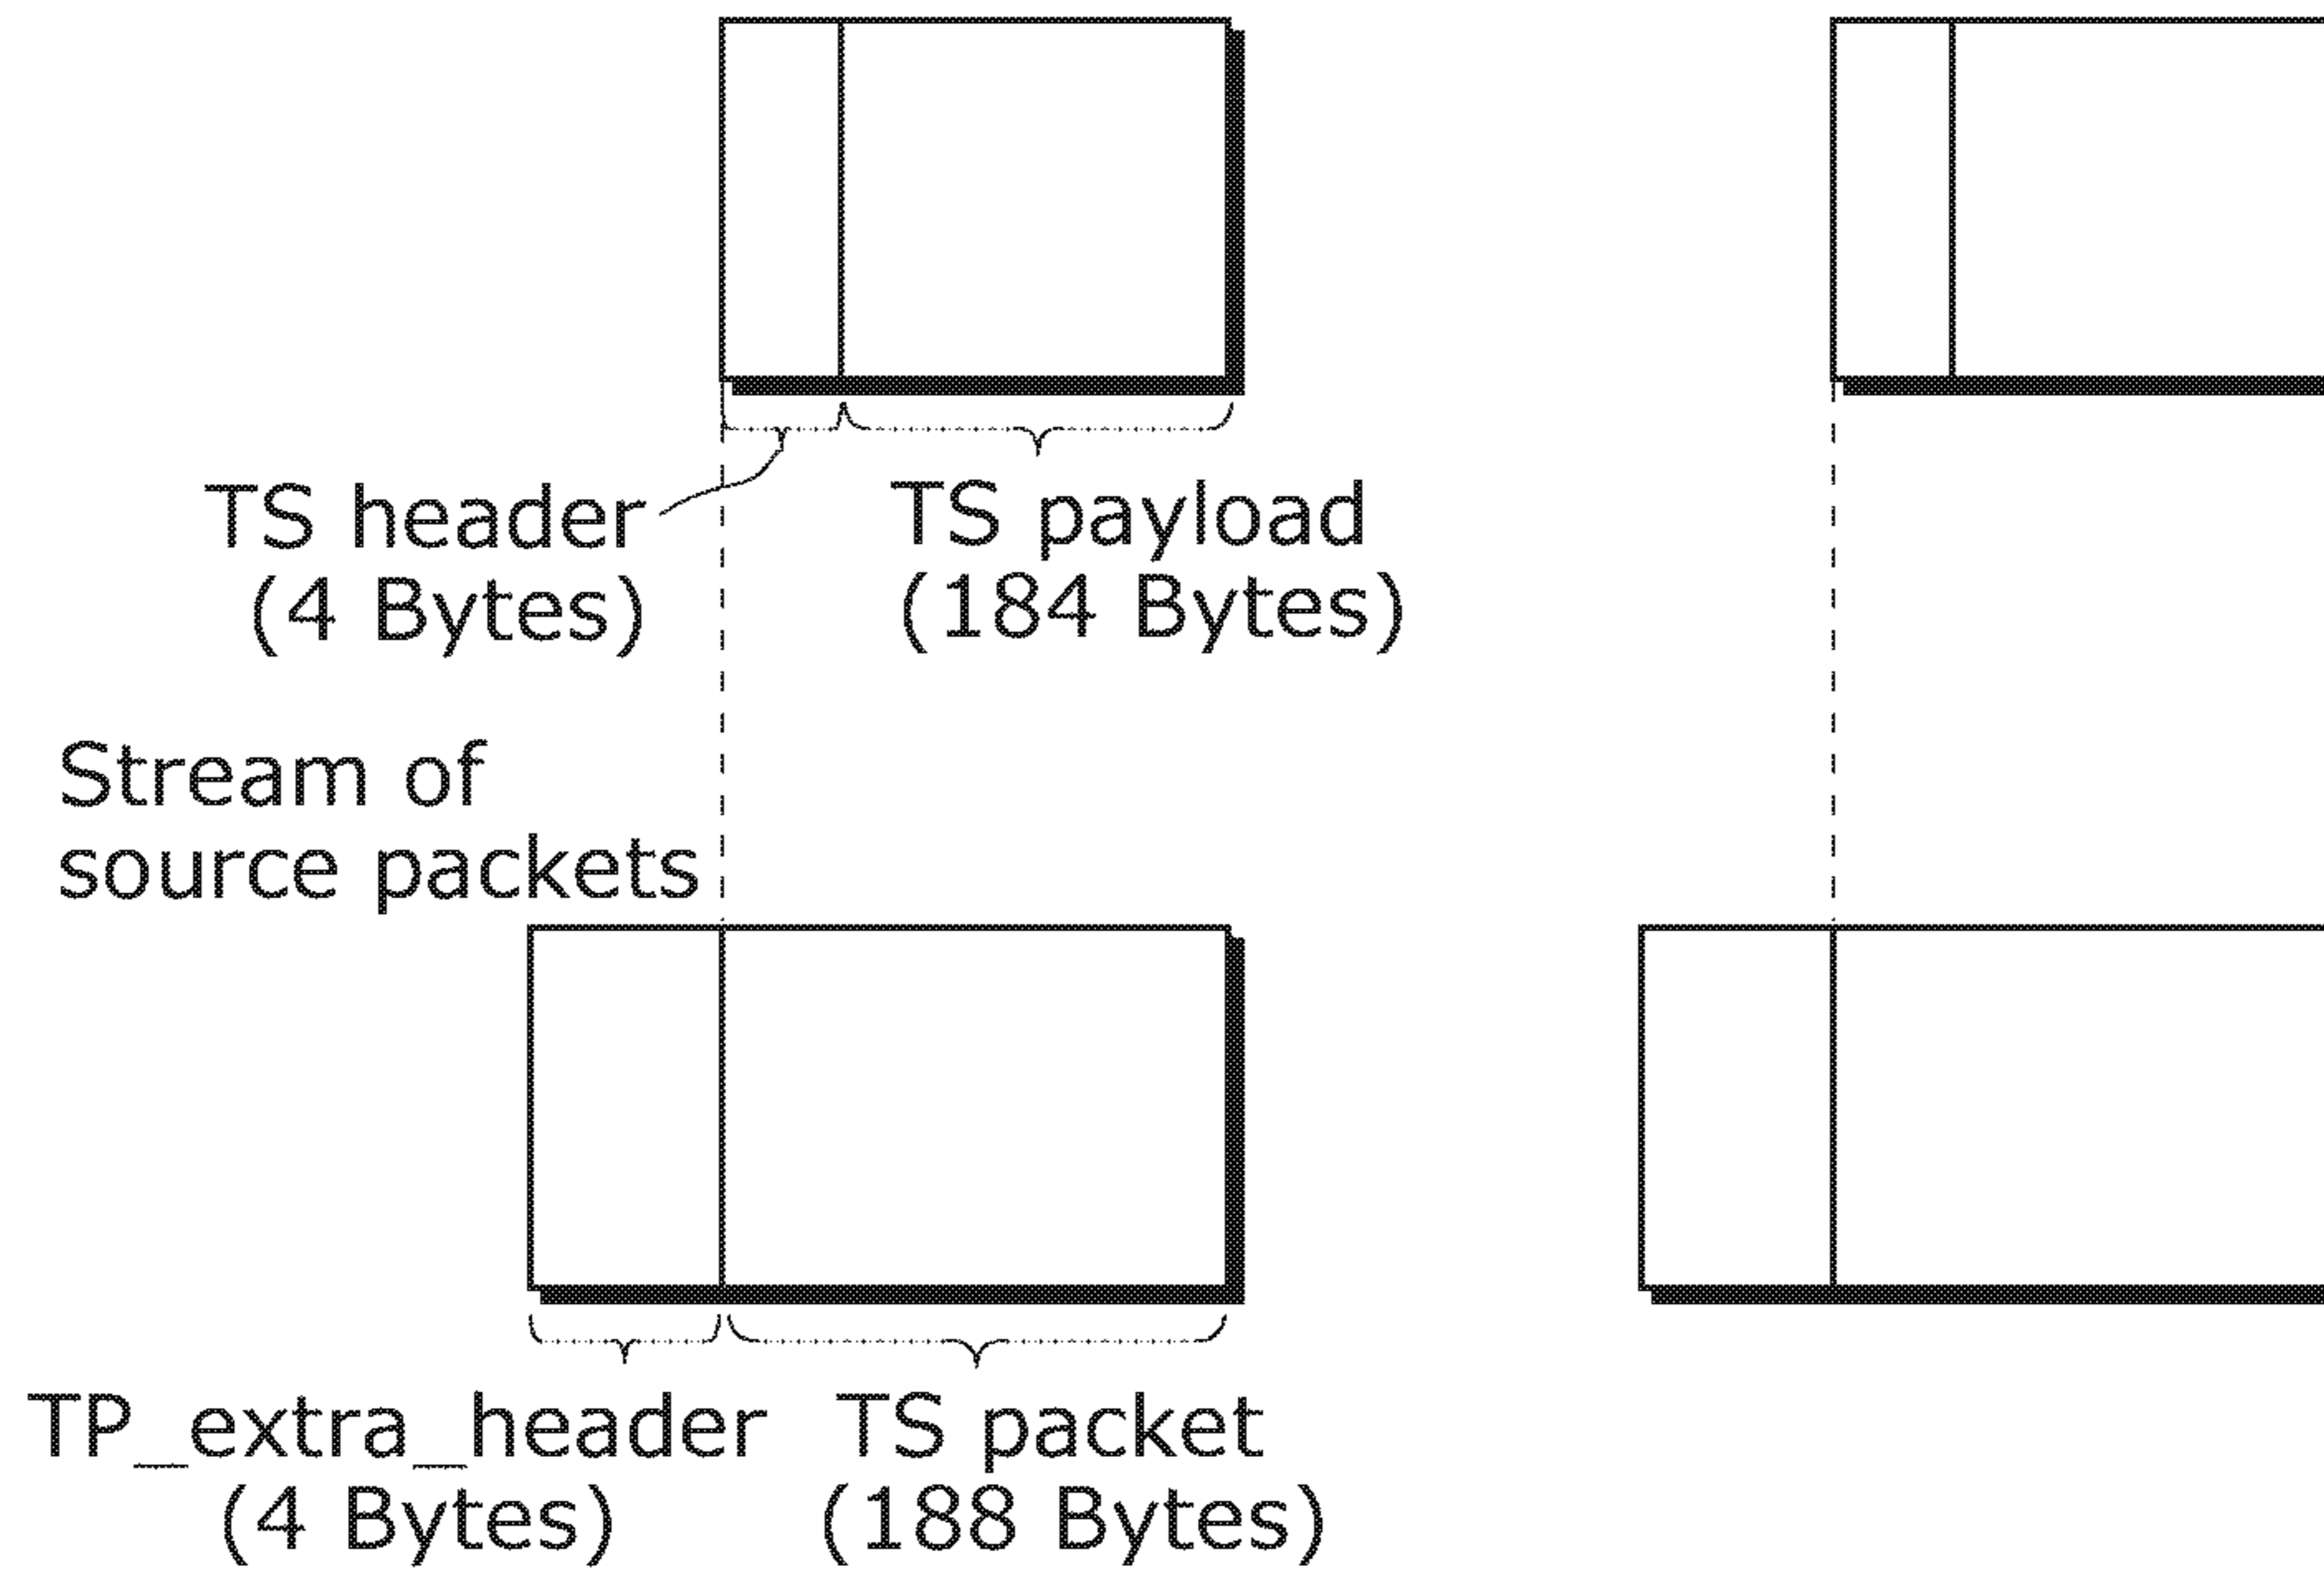 TS header
(4 Bytes)
TS payload
(184 Bytes)
Stream of
source packets
TP_extra_header
(4 Bytes)
TS packet
(188 Bytes)